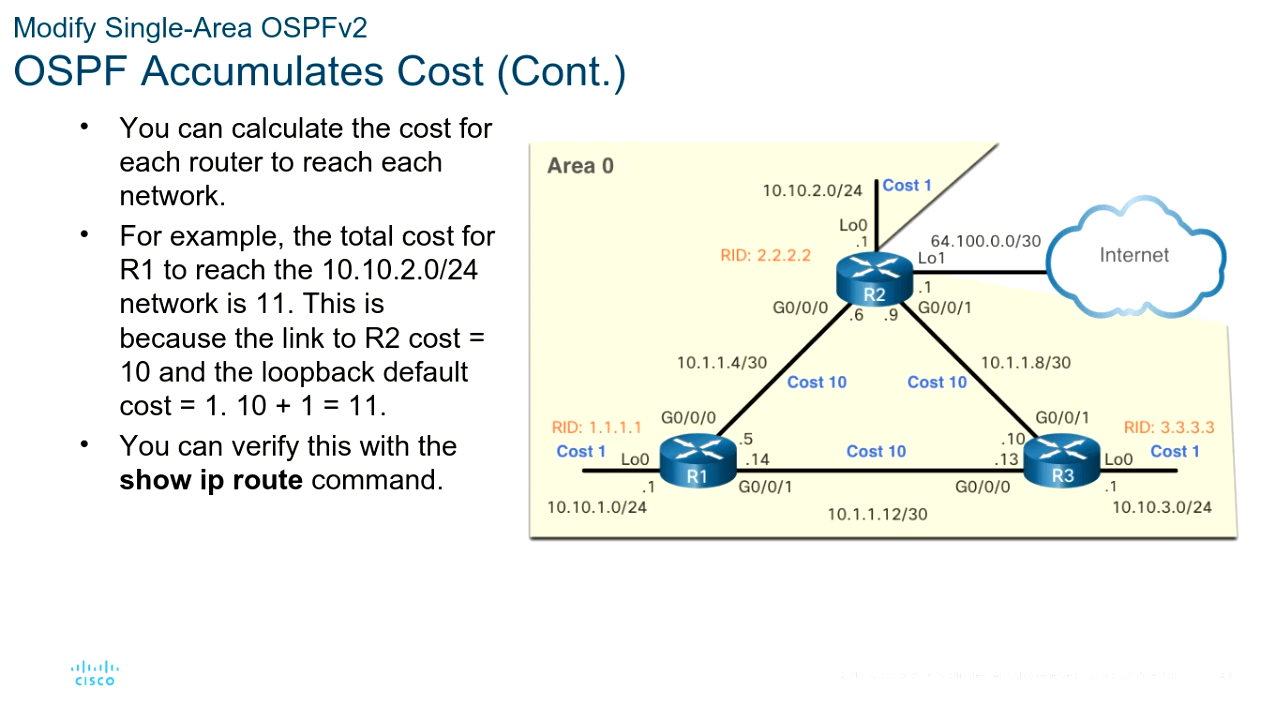 Modify Single-Area OSPFv2
OSPF Accumulates Cost (Cont.)
• You can calculate the cost for
each router to reach each
network.
• For example, the total cost for
R1 to reach the 10.10.2.0/24
network is 11. This is
because the link to R2 cost =
10 and the loopback default
cost = 1. 10 + 1 = 11.
• You can verify this with the
show ip route command.
Area 0
10.10.2.0/24
Cost 1
Lo0
.1
RID: 2.2.2.2
64.100.0.0/30
Lo1
Internet
R2
.1
G0/0/0
.6
.9
G0/0/1
10.1.1.4/30
10.1.1.8/30
Cost 10
Cost 10
RID: 1.1.1.1
G0/0/0
G0/0/1
RID: 3.3.3.3
Cost 1
Lo0
.5
.14
Cost 10
.10
.13
Lo0
Cost 1
R1
R3
.1
G0/0/1
G0/0/0
.1
10.10.1.0/24
10.1.1.12/30
10.10.3.0/24
CISCO